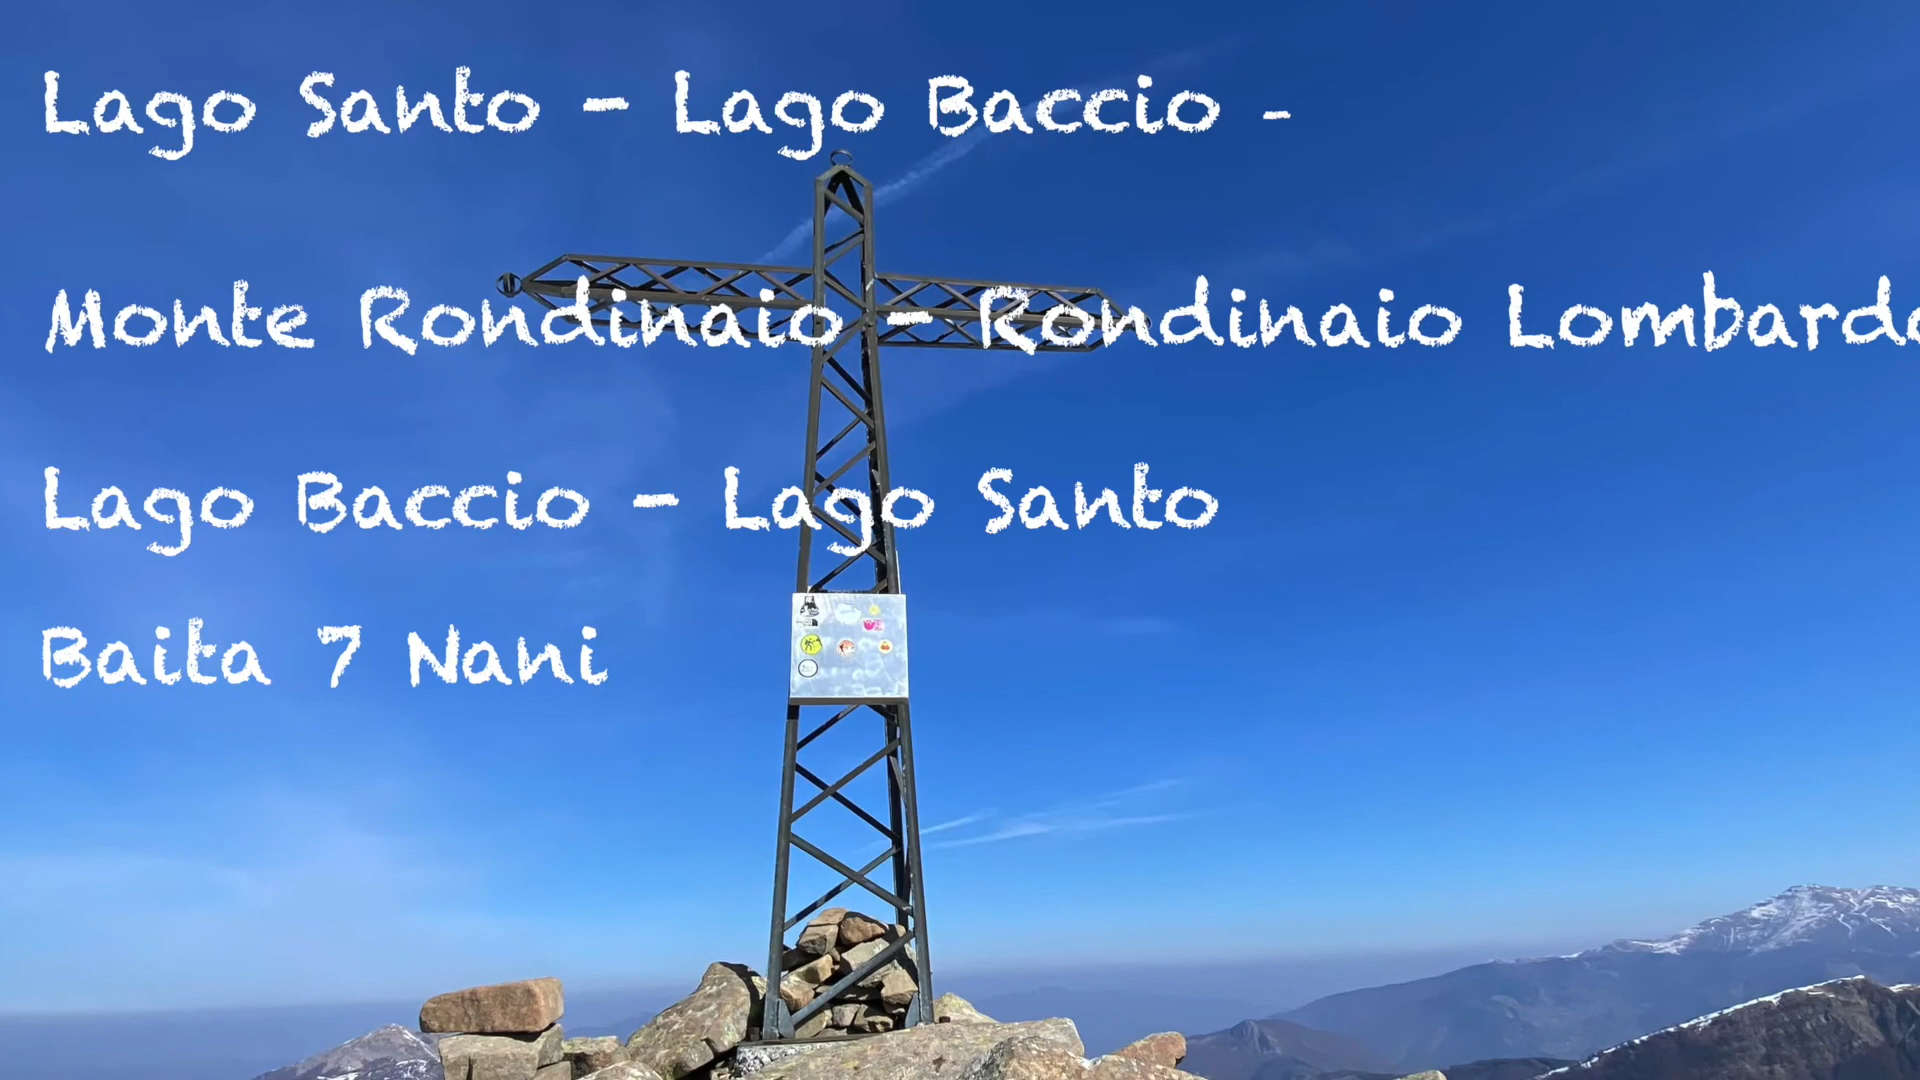 Lago Santo - Lago Baccio -
Monte Rondinaio - Rondinaio Lombardo
Lago Baccio - Lago Santo
Baita 7 Nani